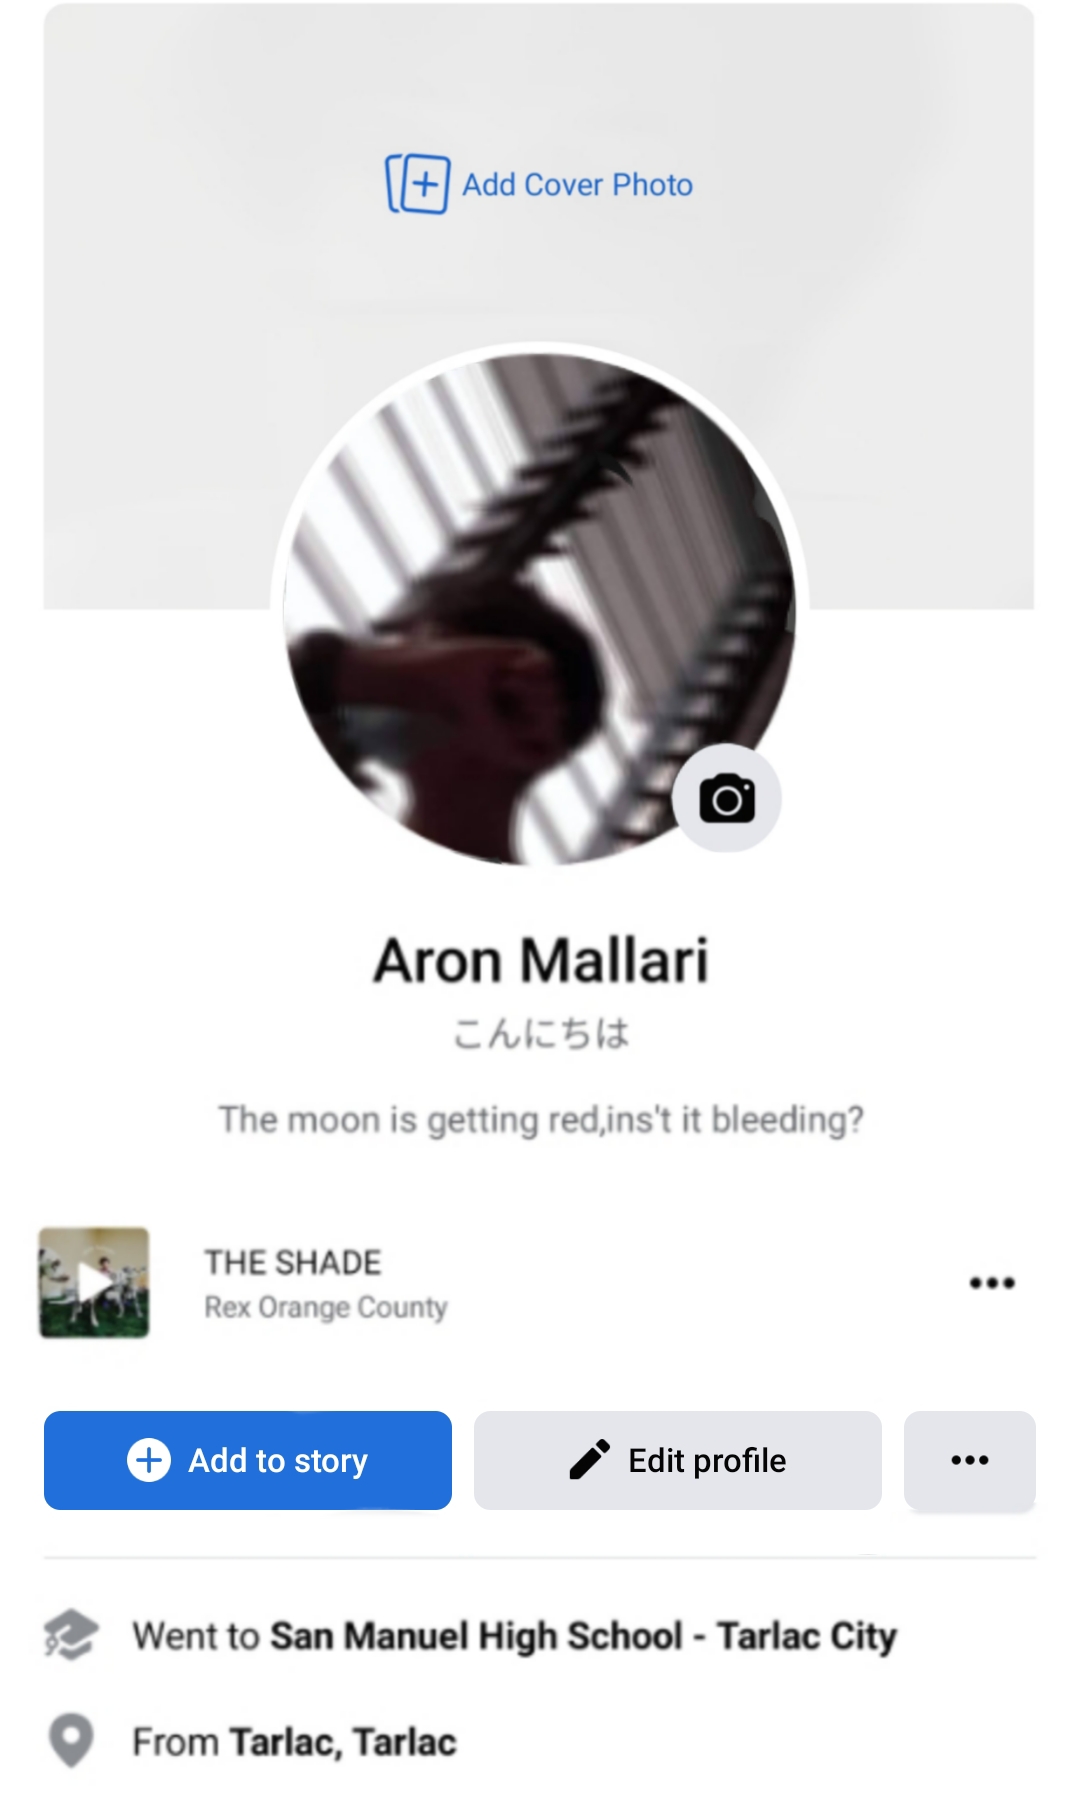 Add Cover Photo
Aron Mallari
こんにちは
The moon is getting red,ins't it bleeding?
THE SHADE
Rex Orange County
Add to story
Edit profile
Went to San Manuel High School - Tarlac City
From Tarlac, Tarlac